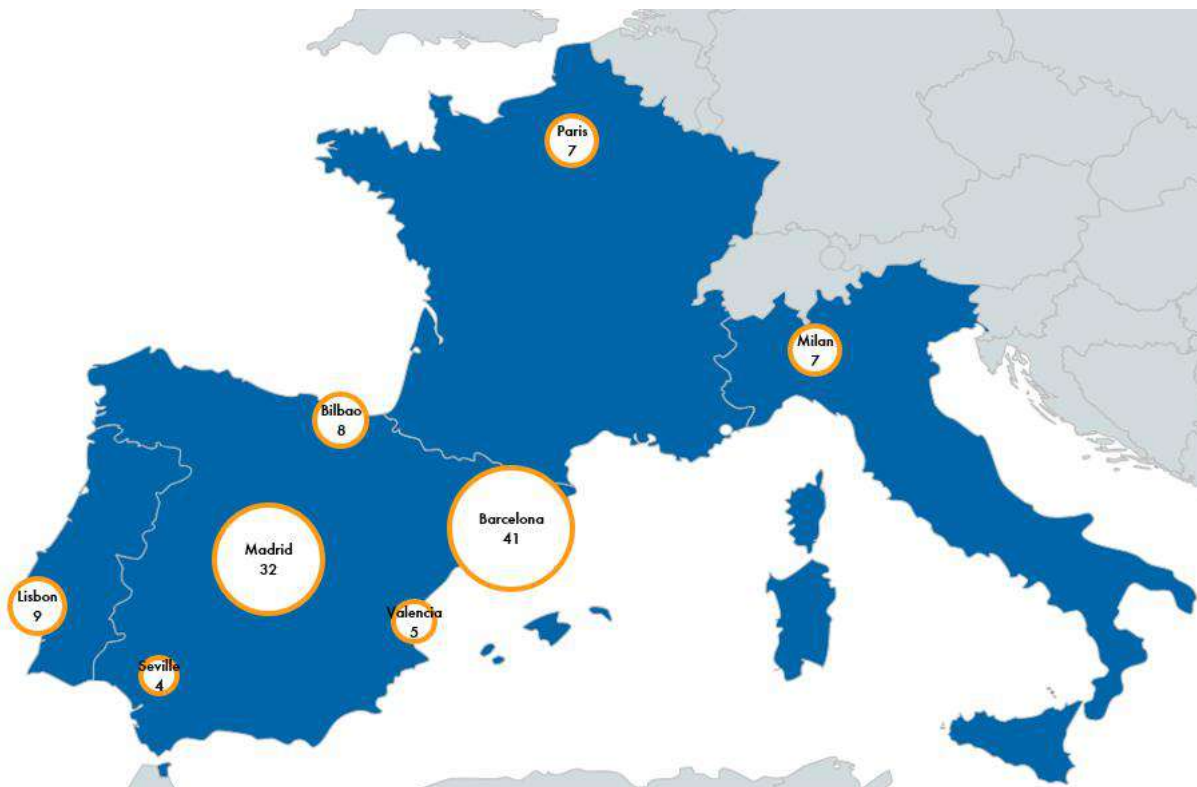 Paris
7
Milan
7
Bilbao
8
Barcelona
41
Madrid
32
Lisbon
9
Valencia
5
Seville
4